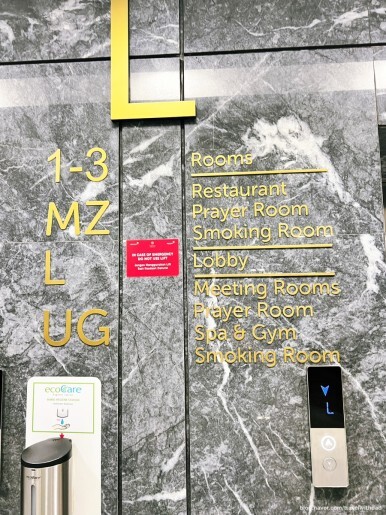 L
1-3
Rooms
MZ
Restaurant
Prayer Room
Smoking Room
L
Lobby
UG
Meeting Rooms
Prayer Room
Spa & Gym
Smoking Room
IN CASE OF EMERGENCY
DO NOT USE LIFT
ecoCare
L